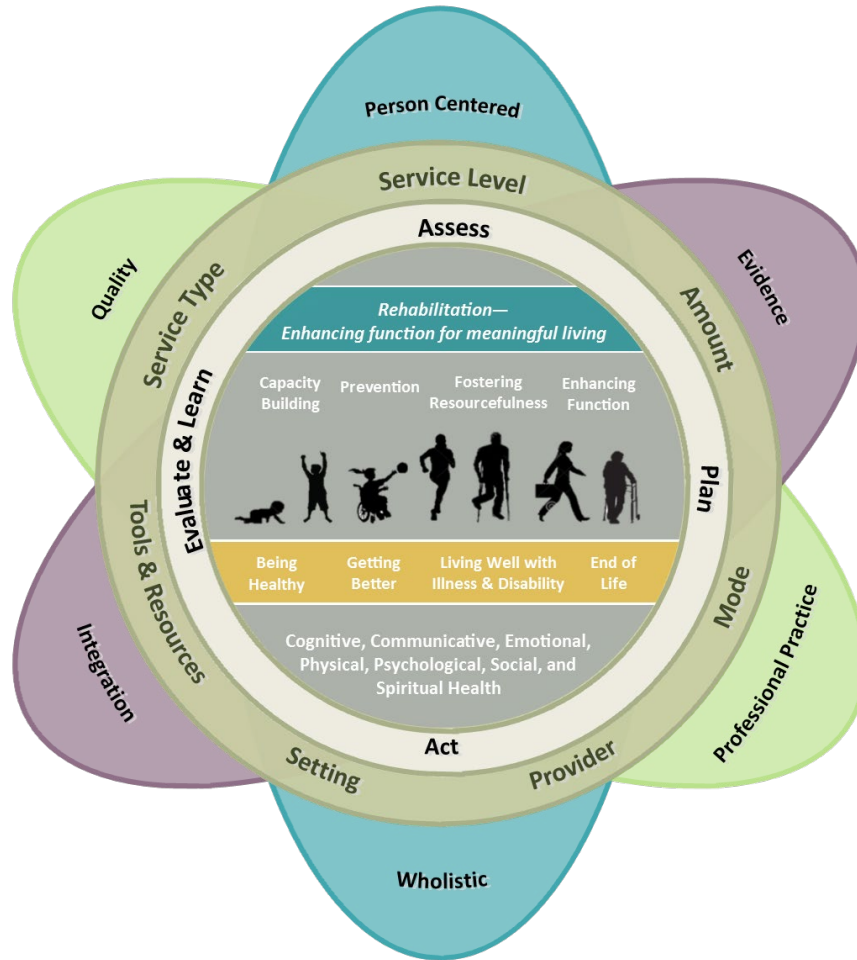 Person Centered
Service Level
Assess
Quality
Evidence
Service Type
Amount
Rehabilitation—
Enhancing function for meaningful living
Capacity
Building
Prevention
Fostering
Resourcefulness
Enhancing
Function
Evaluate & Learn
Plan
Being
Healthy
Getting
Better
Living Well with
Illness & Disability
End of
Life
Tools & Resources
Mode
Cognitive, Communicative, Emotional,
Physical, Psychological, Social, and
Spiritual Health
Integration
Professional Practice
Act
Setting
Provider
Wholistic